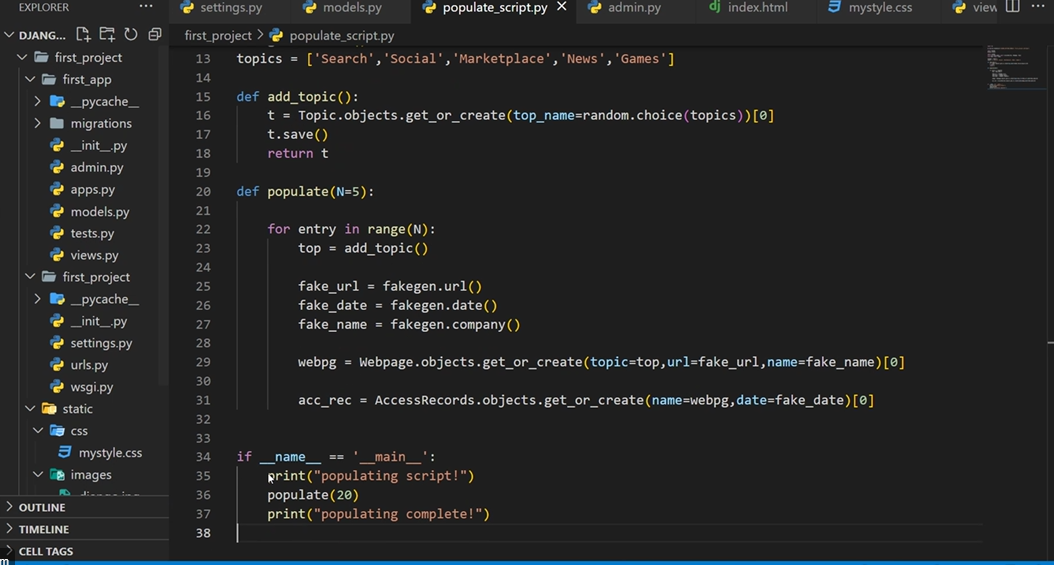 EXPLORER
...
settings.py
models.py
populate_script.py
admin.py
index.html
mystyle.css
view
DJANG...
first_project > populate_script.py
first_project
first_app
__pycache__
migrations
__init__.py
admin.py
apps.py
models.py
tests.py
views.py
first_project
__pycache__
__init__.py
settings.py
urls.py
wsgi.py
static
css
mystyle.css
images
OUTLINE
TIMELINE
CELL TAGS
13 topics = ['Search','Social','Marketplace','News','Games']
14
15 def add_topic():
16 t = Topic.objects.get_or_create(top_name=random.choice(topics))[0]
17 t.save()
18 return t
19
20 def populate(N=5):
21
22 for entry in range(N):
23 top = add_topic()
24
25 fake_url = fakegen.url()
26 fake_date = fakegen.date()
27 fake_name = fakegen.company()
28
29 webpg = Webpage.objects.get_or_create(topic=top,url=fake_url,name=fake_name)[0]
30
31 acc_rec = AccessRecords.objects.get_or_create(name=webpg,date=fake_date)[0]
32
33
34 if __name__ == '__main__':
35 print("populating script!")
36 populate(20)
37 print("populating complete!")
38